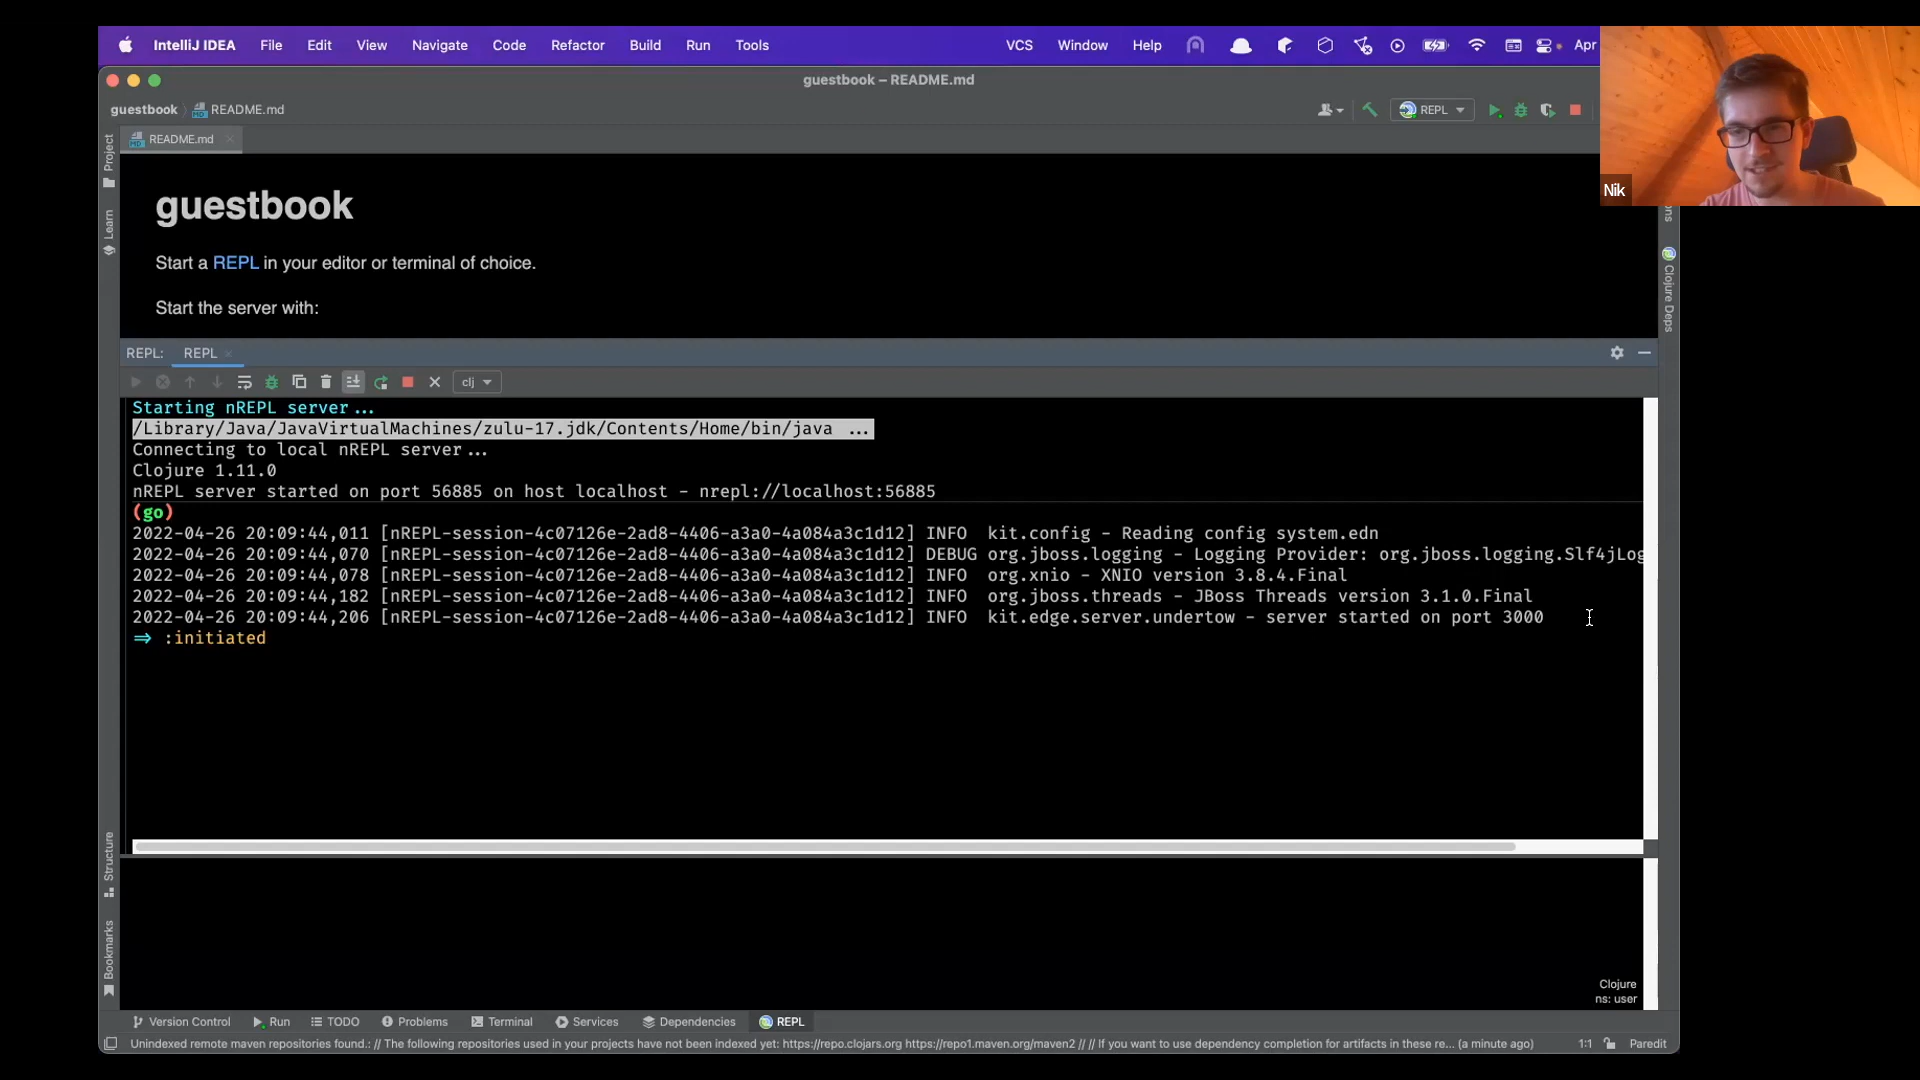 IntelliJ IDEA File Edit View Navigate Code Refactor Build Run Tools VCS Window Help Apr
guestbook – README.md
guestbook README.md
REPL
README.md
Nik
Project
Learn
Clojure Deps
guestbook
Start a REPL in your editor or terminal of choice.
Start the server with:
REPL: REPL
clj
Starting nREPL server...
/Library/Java/JavaVirtualMachines/zulu-17.jdk/Contents/Home/bin/java ...
Connecting to local nREPL server...
Clojure 1.11.0
nREPL server started on port 56885 on host localhost - nrepl://localhost:56885
(go)
2022-04-26 20:09:44,011 [nREPL-session-4c07126e-2ad8-4406-a3a0-4a084a3c1d12] INFO kit.config - Reading config system.edn
2022-04-26 20:09:44,070 [nREPL-session-4c07126e-2ad8-4406-a3a0-4a084a3c1d12] DEBUG org.jboss.logging - Logging Provider: org.jboss.logging.Slf4jLog
2022-04-26 20:09:44,078 [nREPL-session-4c07126e-2ad8-4406-a3a0-4a084a3c1d12] INFO org.xnio - XNIO version 3.8.4.Final
2022-04-26 20:09:44,182 [nREPL-session-4c07126e-2ad8-4406-a3a0-4a084a3c1d12] INFO org.jboss.threads - JBoss Threads version 3.1.0.Final
2022-04-26 20:09:44,206 [nREPL-session-4c07126e-2ad8-4406-a3a0-4a084a3c1d12] INFO kit.edge.server.undertow - server started on port 3000
=> :initiated
Structure
Bookmarks
Clojure
ns: user
Version Control Run TODO Problems Terminal Services Dependencies REPL
Unindexed remote maven repositories found.: // The following repositories used in your projects have not been indexed yet: https://repo.clojars.org https://repo1.maven.org/maven2 // // If you want to use dependency completion for artifacts in these re... (a minute ago) 1:1 Paredit